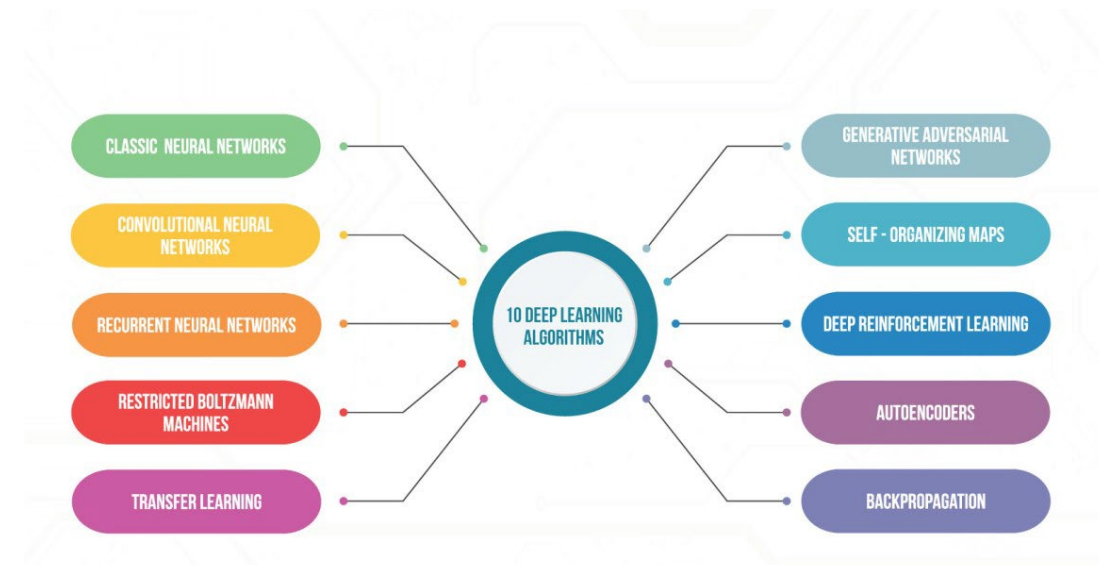 CLASSIC NEURAL NETWORKS
CONVOLUTIONAL NEURAL
NETWORKS
RECURRENT NEURAL NETWORKS
RESTRICTED BOLTZMANN
MACHINES
TRANSFER LEARNING
10 DEEP LEARNING
ALGORITHMS
GENERATIVE ADVERSARIAL
NETWORKS
SELF - ORGANIZING MAPS
DEEP REINFORCEMENT LEARNING
AUTOENCODERS
BACKPROPAGATION